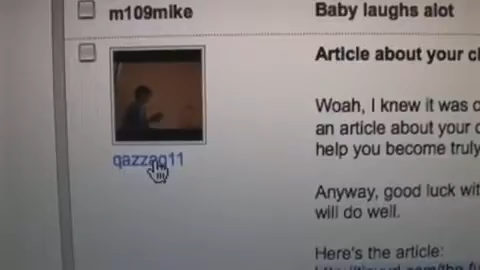 m109mike
Baby laughs alot
Article about your
qazzaq11
Woah, I knew it was
an article about your
help you become truly
Anyway, good luck with
will do well.
Here's the article: